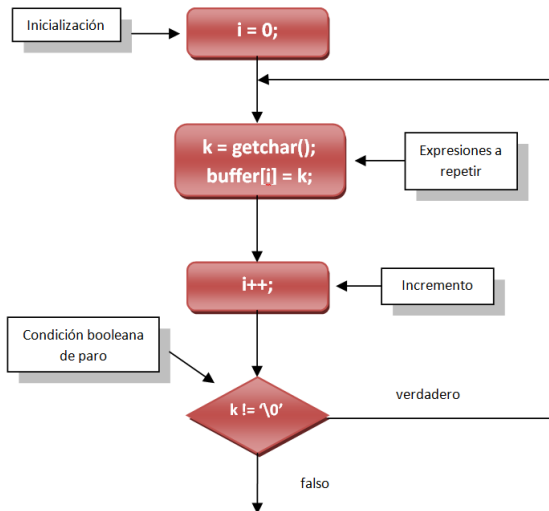 Inicialización
i = 0;
k = getchar();
buffer[i] = k;
Expresiones a
repetir
i++;
Incremento
Condición booleana
de paro
k != '\0'
verdadero
falso